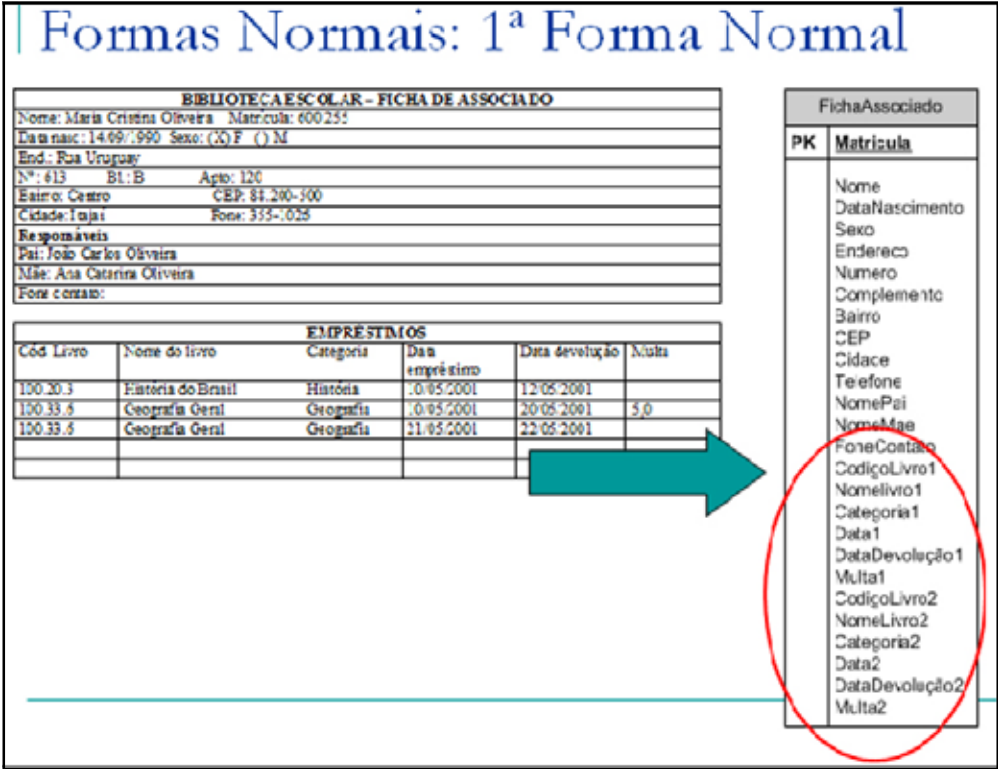 Formas Normais: 1ª Forma Normal
BIBLIOTECA ESCOLAR – FICHA DE ASSOCIADO
Nome: Maria Cristina Oliveira Matrícula: 600255
Data nasc: 14/09/1990 Sexo: (X) F () M
End.: Rua Uruguay
Nº: 613 Bl.: B Apto: 120
Bairro: Centro CEP: 88.200-500
Cidade: Itajaí Fone: 355-1025
Responsáveis
Pai: João Carlos Oliveira
Mãe: Ana Catarina Oliveira
Fone contato:
EMPRÉSTIMOS
Cód. Livro Nome do livro Categoria Data empréstimo Data devolução Multa
100.20.3 História do Brasil História 10/05/2001 12/05/2001
100.33.6 Geografia Geral Geografia 10/05/2001 20/05/2001 5,0
100.33.6 Geografia Geral Geografia 21/05/2001 22/05/2001
FichaAssociado
PK Matricula
Nome
DataNascimento
Sexo
Endereco
Numero
Complemento
Bairro
CEP
Cidade
Telefone
NomePai
NomeMae
FoneContato
CodigoLivro1
Nomelivro1
Categoria1
Data1
DataDevolução1
Multa1
CodigoLivro2
NomeLivro2
Categoria2
Data2
DataDevolução2
Multa2